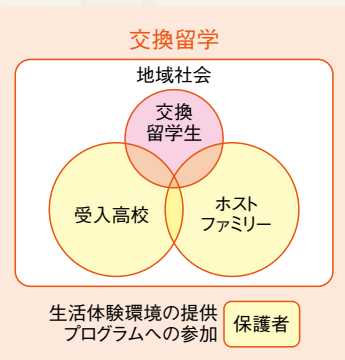 交換留学
地域社会
交換
留学生
受入高校
ホスト
ファミリー
生活体験環境の提供
プログラムへの参加
保護者